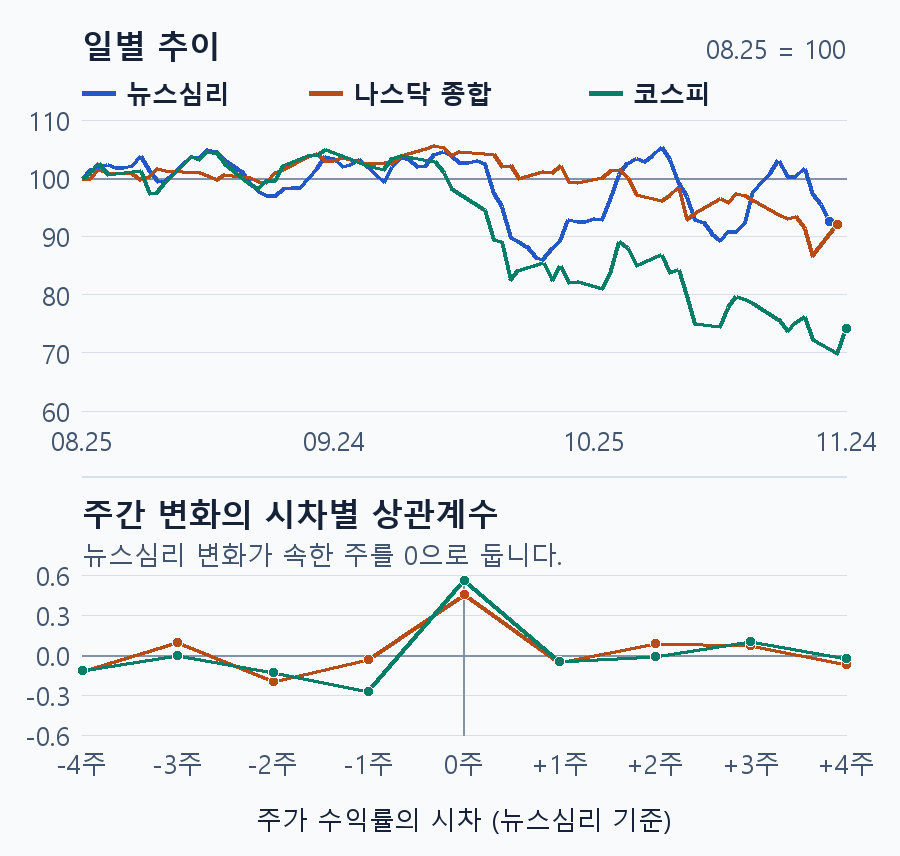 일별 추이
08.25 = 100
뉴스심리 나스닥 종합 코스피
110
100
90
80
70
60
08.25 09.24 10.25 11.24
주간 변화의 시차별 상관계수
뉴스심리 변화가 속한 주를 0으로 둡니다.
0.6
0.3
0.0
-0.3
-0.6
-4주 -3주 -2주 -1주 0주 +1주 +2주 +3주 +4주
주가 수익률의 시차 (뉴스심리 기준)